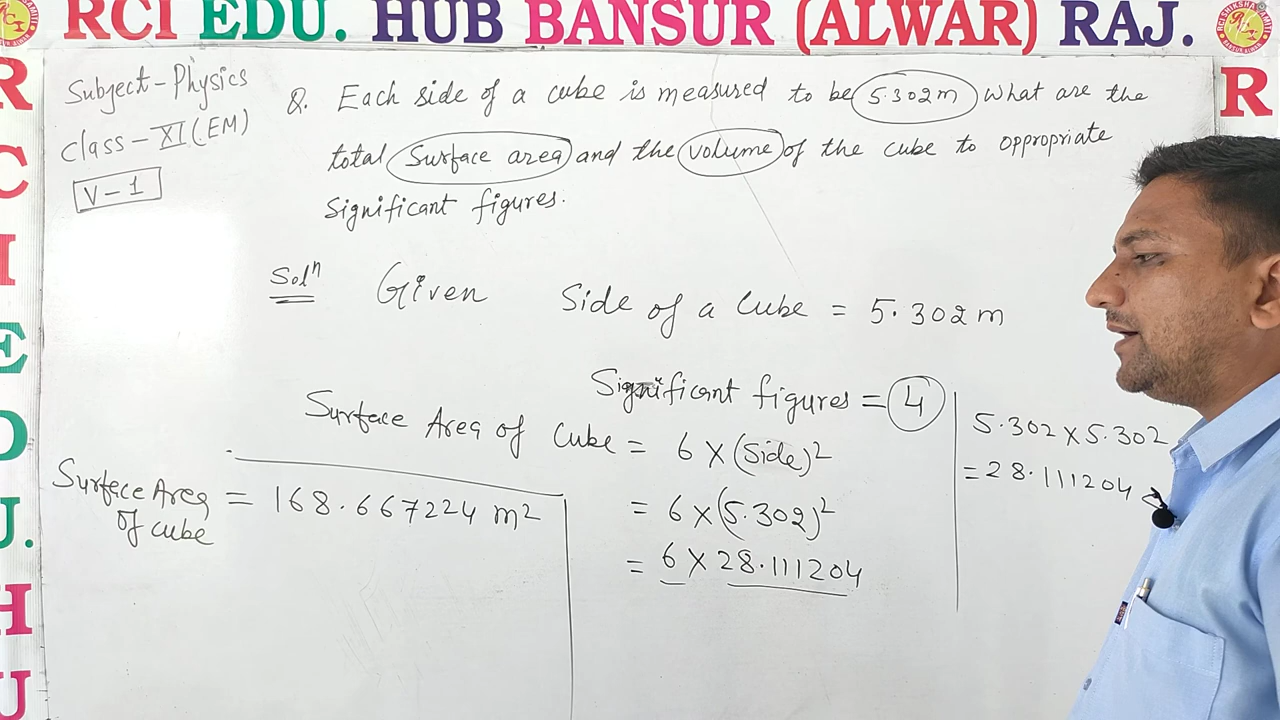 RCI EDU. HUB BANSUR (ALWAR) RAJ.
R
C
I
E
D
U.
H
U
R
Subject - Physics
Class - XI (EM)
V-1
Q. Each side of a cube is measured to be 5.302m What are the
total surface area and the volume of the cube to oppropriate
significant figures.
Solⁿ Given Side of a Cube = 5.302m
Significant figures = 4
Surface Area of Cube = 6 X (Side)²
= 6 X (5.302)²
= 6 X 28.111204
5.302 X 5.302
= 28.111204
Surface Area of cube = 168.667224 m²